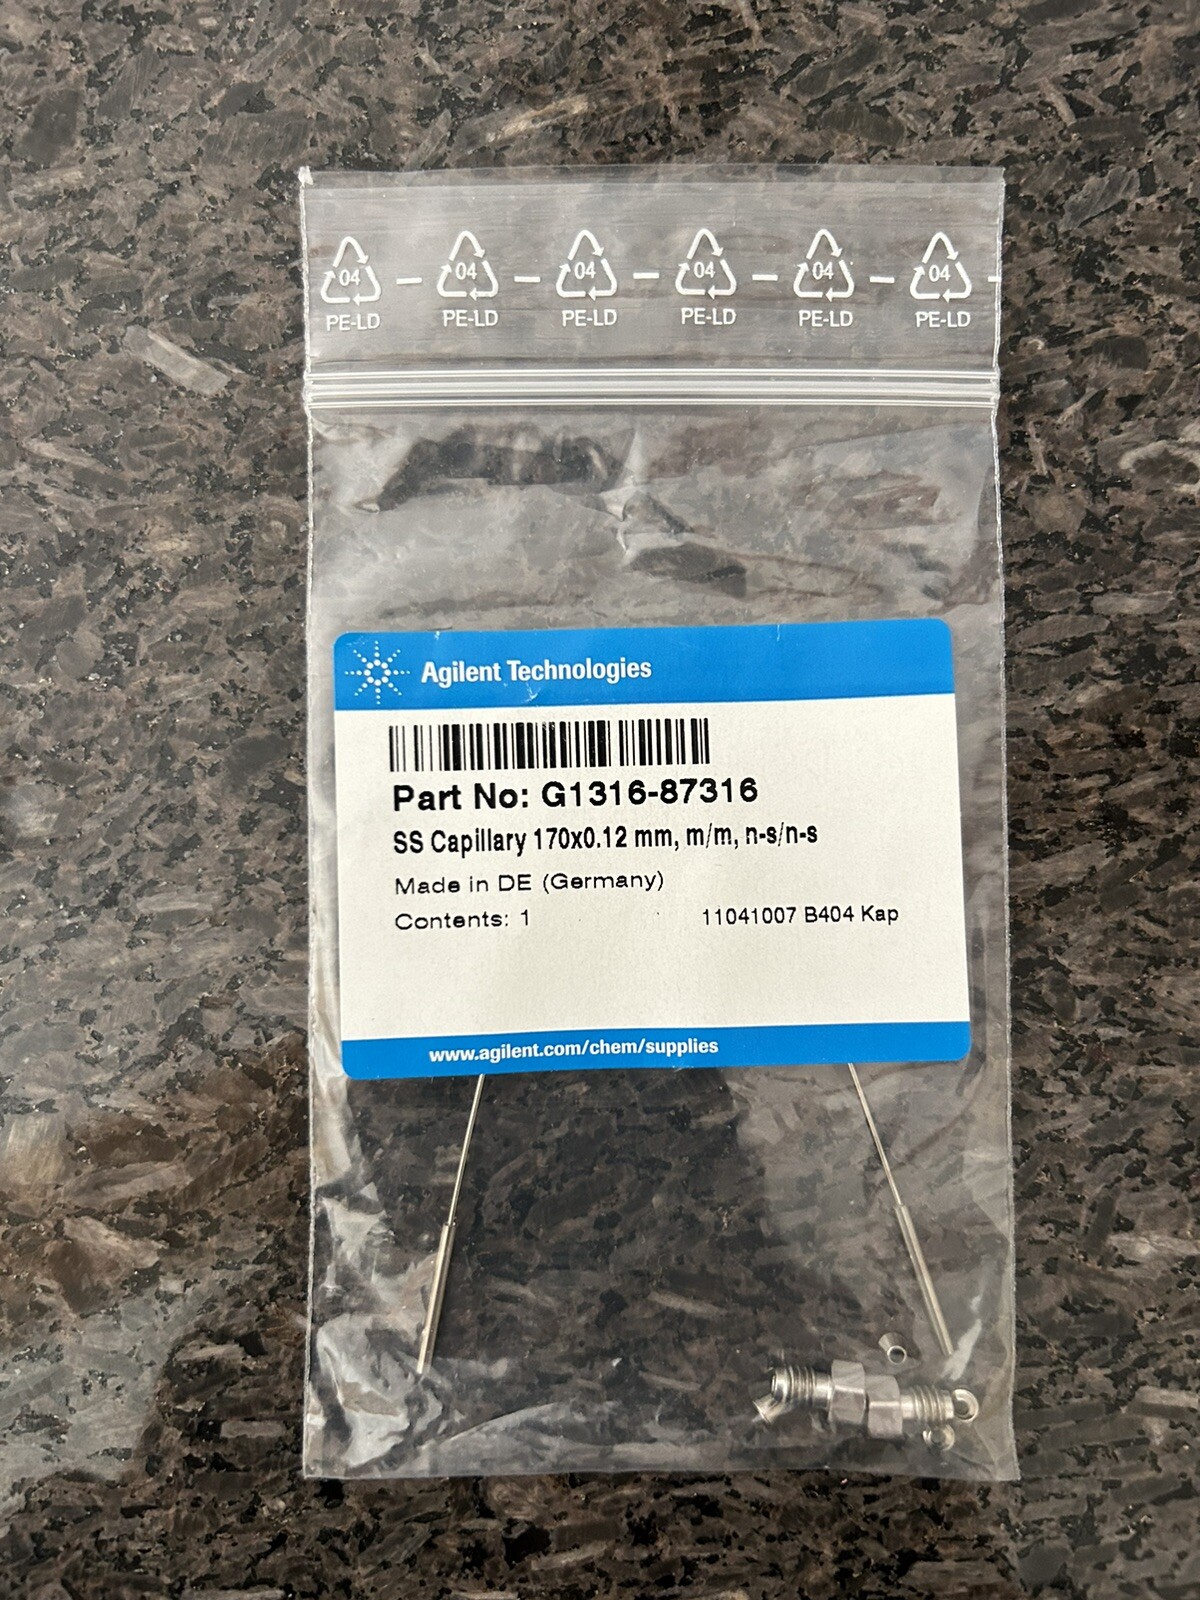 04 - 04 - 04 - 04 - 04 - 04 -
PE-LD PE-LD PE-LD PE-LD PE-LD PE-LD
Agilent Technologies
Part No: G1316-87316
SS Capillary 170x0.12 mm, m/m, n-s/n-s
Made in DE (Germany)
Contents: 1 11041007 B404 Kap
www.agilent.com/chem/supplies